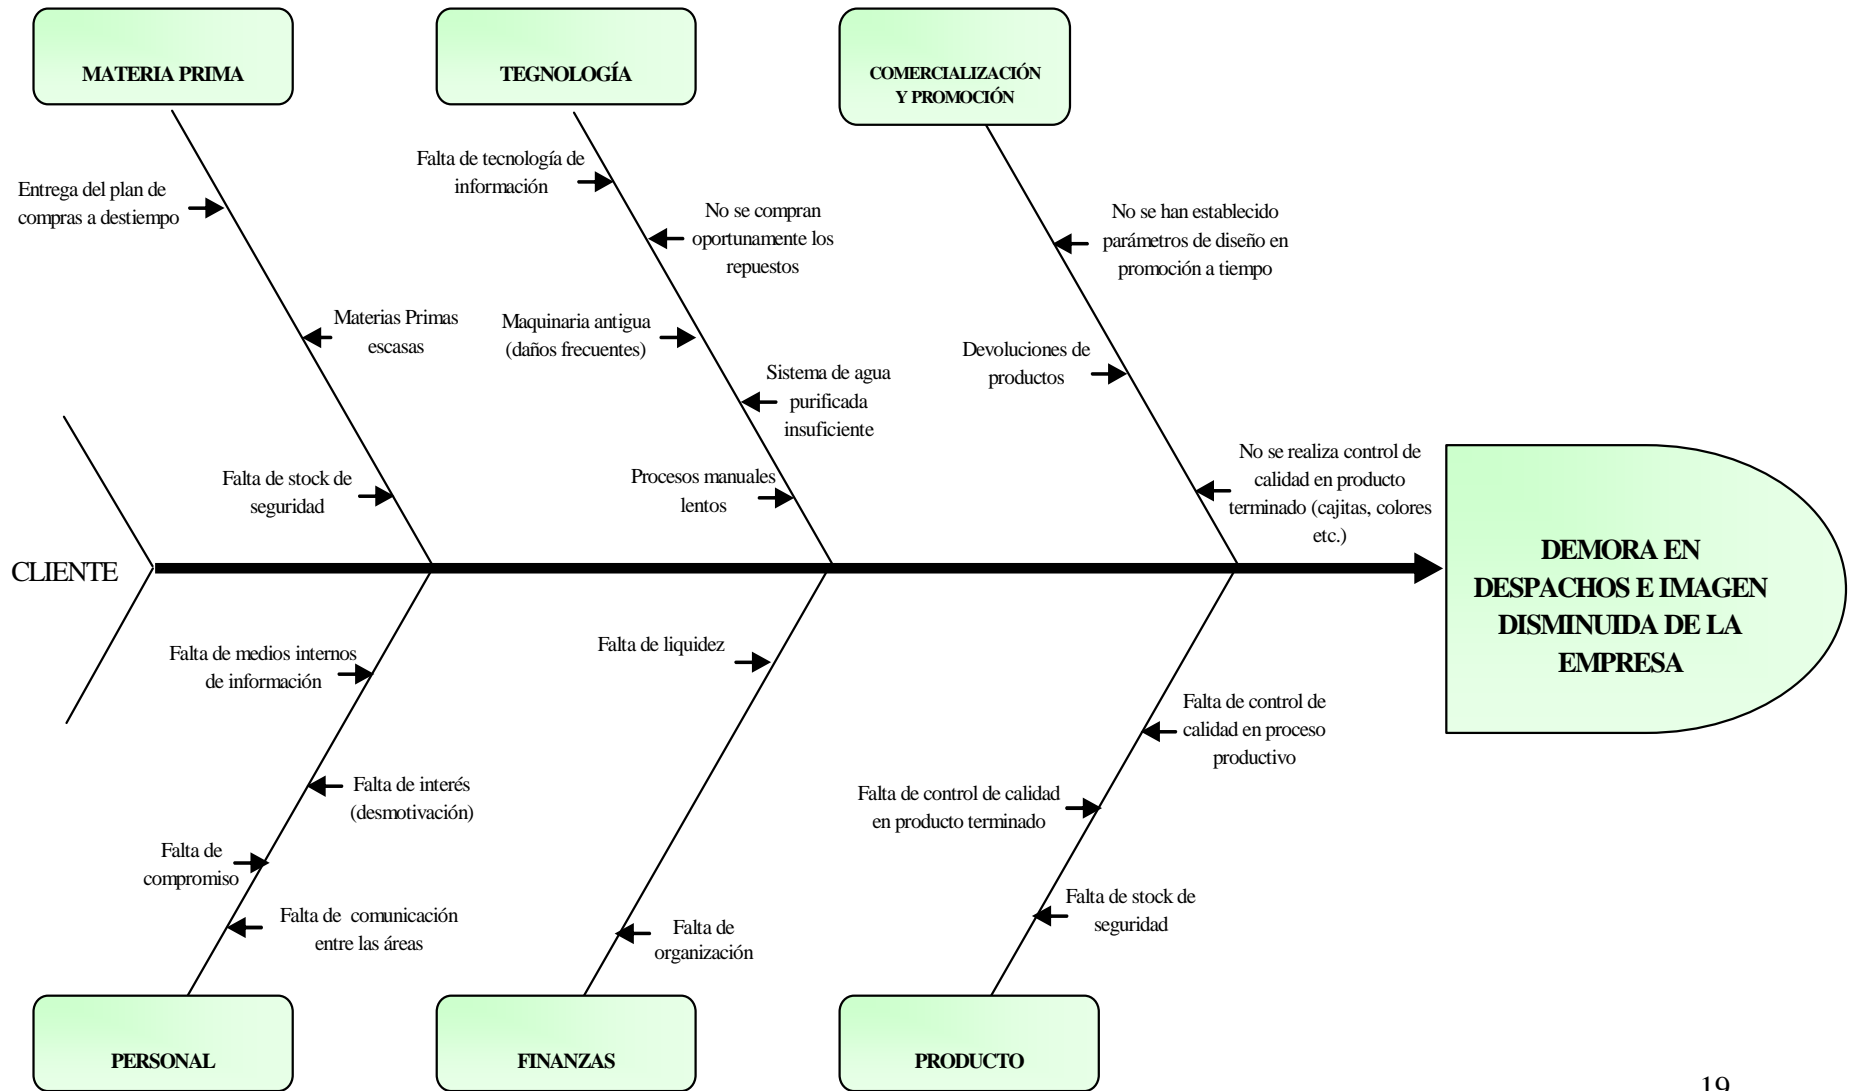 MATERIA PRIMA
TEGNOLOGÍA
COMERCIALIZACIÓN
Y PROMOCIÓN
Entrega del plan de
compras a destiempo
Materias Primas
escasas
Falta de stock de
seguridad
Falta de tecnología de
información
No se compran
oportunamente los
repuestos
Maquinaria antigua
(daños frecuentes)
Sistema de agua
purificada
insuficiente
Procesos manuales
lentos
No se han establecido
parámetros de diseño en
promoción a tiempo
Devoluciones de
productos
No se realiza control de
calidad en producto
terminado (cajitas, colores
etc.)
CLIENTE
DEMORA EN
DESPACHOS E IMAGEN
DISMINUIDA DE LA
EMPRESA
Falta de medios internos
de información
Falta de interés
(desmotivación)
Falta de
compromiso
Falta de comunicación
entre las áreas
Falta de liquidez
Falta de
organización
Falta de control de
calidad en proceso
productivo
Falta de control de calidad
en producto terminado
Falta de stock de
seguridad
PERSONAL
FINANZAS
PRODUCTO
19